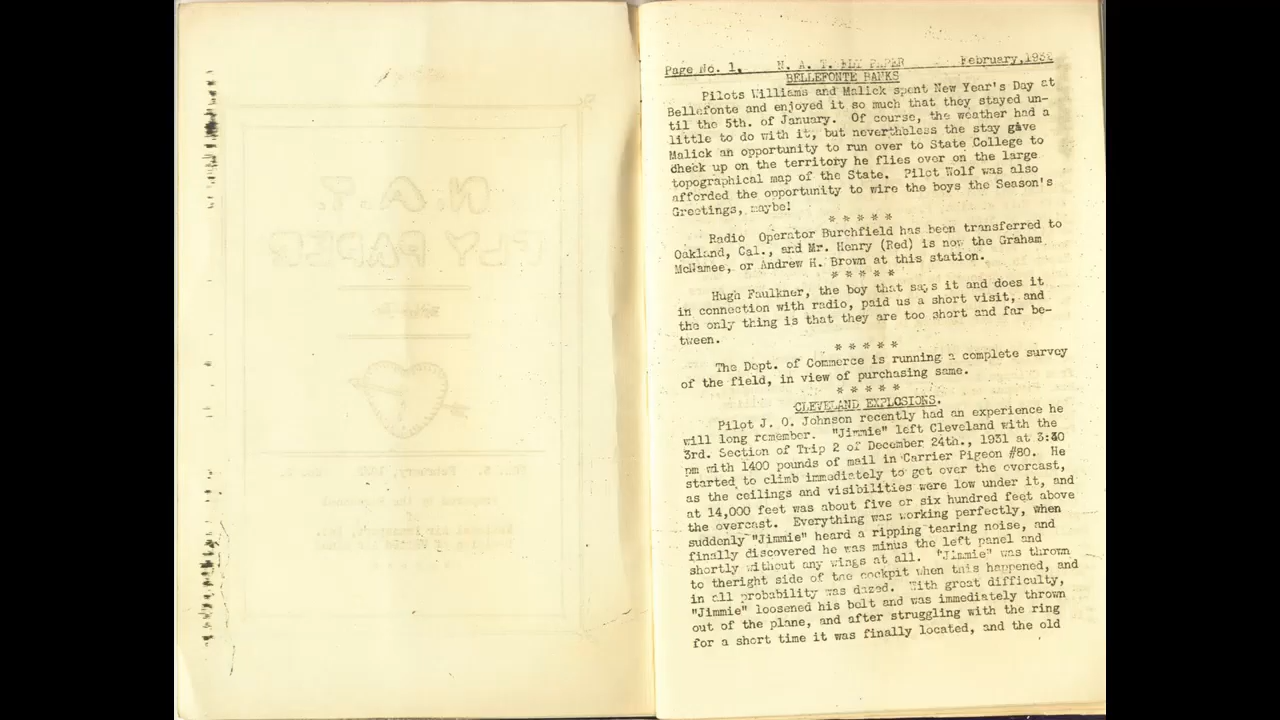 N. A. T.
FLY PAPER
Page No. 1, N. A. T. FLY PAPER February, 1932
BELLEFONTE BANKS
Pilots Williams and Malick spent New Year's Day at
Bellefonte and enjoyed it so much that they stayed un-
til the 5th. of January. Of course, the weather had a
little to do with it, but nevertheless the stay gave
Malick an opportunity to run over to State College to
check up on the territory he flies over on the large
topographical map of the State. Pilot Wolf was also
afforded the opportunity to wire the boys the Season's
Greetings, maybe!
* * * * *
Radio Operator Burchfield has been transferred to
Oakland, Cal., and Mr. Henry (Red) is now the Graham
McNamee, or Andrew H. Brown at this station.
* * * * *
Hugh Faulkner, the boy that says it and does it
in connection with radio, paid us a short visit, and
the only thing is that they are too short and far be-
tween.
* * * * *
The Dept. of Commerce is running a complete survey
of the field, in view of purchasing same.
* * * * *
CLEVELAND EXPLOSIONS.
Pilot J. O. Johnson recently had an experience he
will long remember. "Jimmie" left Cleveland with the
3rd. Section of Trip 2 of December 24th., 1931 at 3:30
pm with 1400 pounds of mail in Carrier Pigeon #80. He
started to climb immediately to get over the overcast,
as the ceilings and visibilities were low under it, and
at 14,000 feet was about five or six hundred feet above
the overcast. Everything was working perfectly, when
suddenly "Jimmie" heard a ripping tearing noise, and
finally discovered he was minus the left panel and
shortly without any wings at all. "Jimmie" was thrown
to theright side of the cockpit when this happened, and
in all probability was dazed. With great difficulty,
"Jimmie" loosened his belt and was immediately thrown
out of the plane, and after struggling with the ring
for a short time it was finally located, and the old